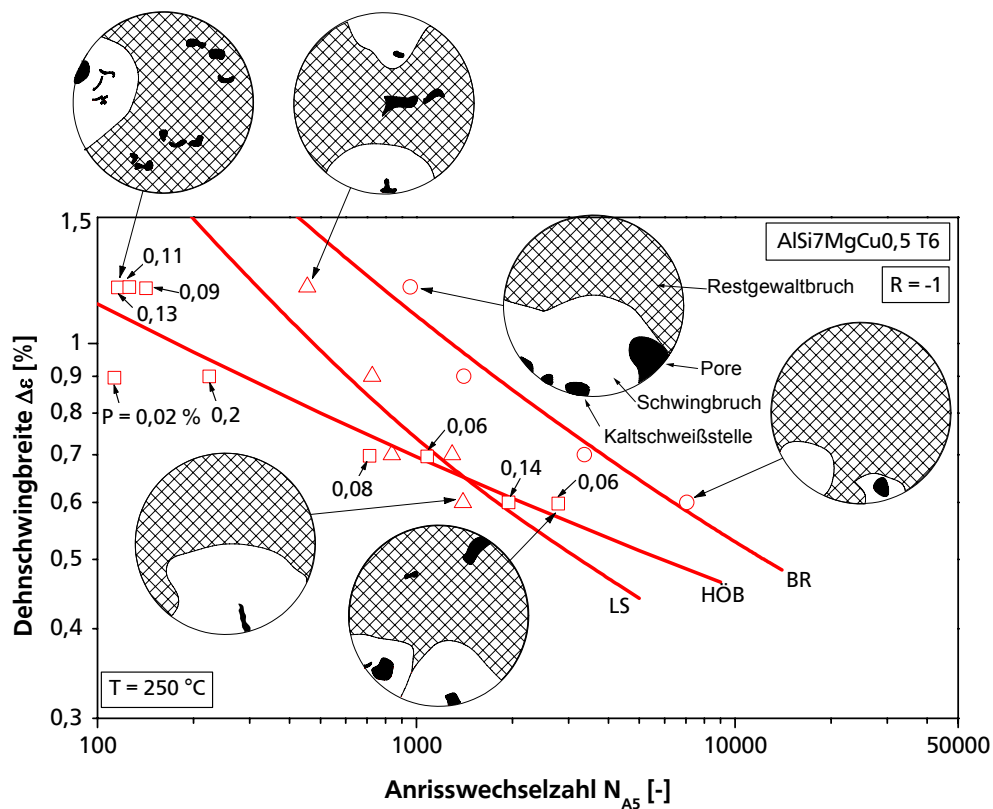 1,5
1
0,9
0,8
0,7
0,6
0,5
0,4
0,3
Dehnschwingbreite Δε [%]
AlSi7MgCu0,5 T6
R = -1
0,11
0,09
0,13
P = 0,02 %
0,2
0,06
0,08
0,14
0,06
Restgewaltbruch
Pore
Schwingbruch
Kaltschweißstelle
LS
HÖB
BR
T = 250 °C
100
1000
10000
50000
Anrisswechselzahl N_A5 [-]